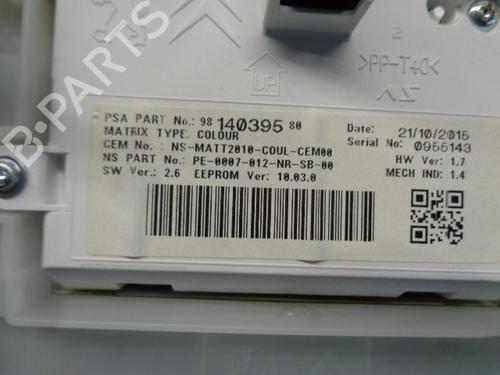 2
>PP-T40<
NS
UP
PSA PART No.: 98 140395 80
MATRIX TYPE: COLOUR
CEM No.: NS-MATT2010-COUL-CEM00
NS PART No.: PE-0007-012-NR-SB-00
SW Ver.: 2.6 EEPROM Ver: 10.03.0
Date: 21/10/2015
Serial No: 0955143
HW Ver: 1.7
MECH IND: 1.4
B-PARTS